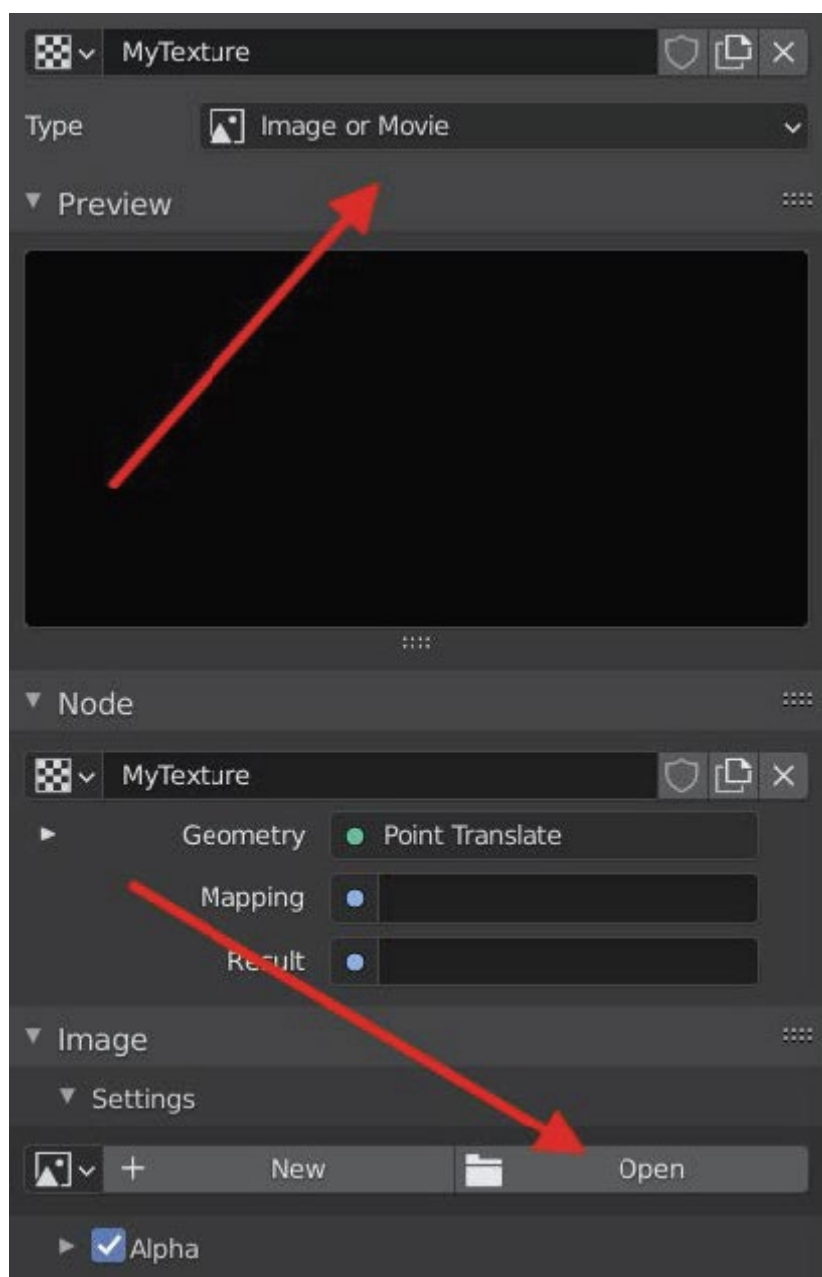 MyTexture
Type Image or Movie
Preview
Node
MyTexture
Geometry Point Translate
Mapping
Result
Image
Settings
New Open
Alpha